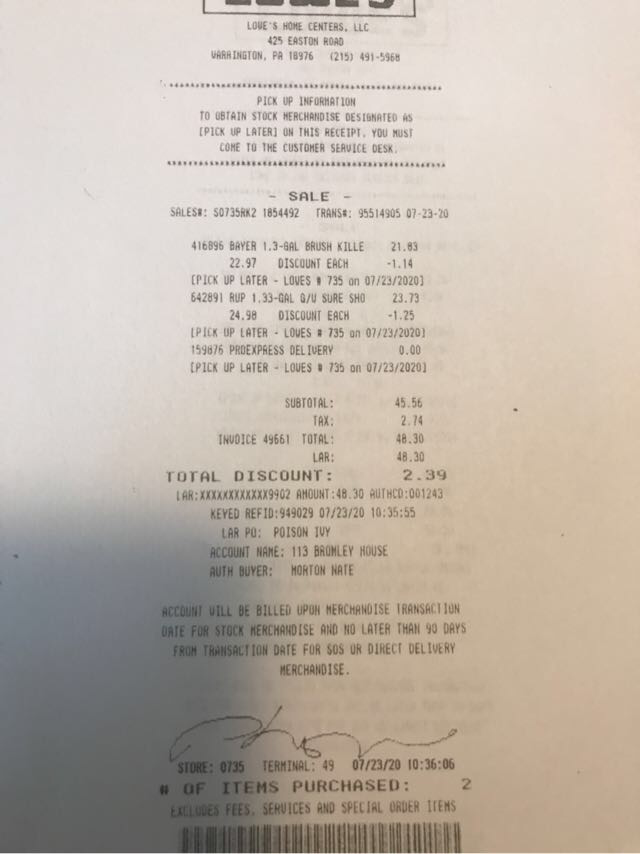 LOWE'S HOME CENTERS, LLC
425 EASTON ROAD
WARRINGTON, PA 18976 (215) 491-5968
PICK UP INFORMATION
TO OBTAIN STOCK MERCHANDISE DESIGNATED AS
[PICK UP LATER] ON THIS RECEIPT, YOU MUST
COME TO THE CUSTOMER SERVICE DESK.
- SALE -
SALES#: S0735RK2 1854492 TRANS#: 95514905 07-23-20
416896 BAYER 1.3-GAL BRUSH KILLE 21.83
22.97 DISCOUNT EACH -1.14
[PICK UP LATER - LOWES # 735 on 07/23/2020]
642891 RUP 1.33-GAL Q/U SURE SHO 23.73
24.98 DISCOUNT EACH -1.25
[PICK UP LATER - LOWES # 735 on 07/23/2020]
159876 PROEXPRESS DELIVERY 0.00
[PICK UP LATER - LOWES # 735 on 07/23/2020]
SUBTOTAL: 45.56
TAX: 2.74
INVOICE 49661 TOTAL: 48.30
LAR: 48.30
TOTAL DISCOUNT: 2.39
LAR:XXXXXXXXXXXX9902 AMOUNT:48.30 AUTHCD:001243
KEYED REFID:949029 07/23/20 10:35:55
LAR PO: POISON IVY
ACCOUNT NAME: 113 BROMLEY HOUSE
AUTH BUYER: MORTON NATE
ACCOUNT WILL BE BILLED UPON MERCHANDISE TRANSACTION
DATE FOR STOCK MERCHANDISE AND NO LATER THAN 90 DAYS
FROM TRANSACTION DATE FOR SOS OR DIRECT DELIVERY
MERCHANDISE.
STORE: 0735 TERMINAL: 49 07/23/20 10:36:06
# OF ITEMS PURCHASED: 2
EXCLUDES FEES, SERVICES AND SPECIAL ORDER ITEMS